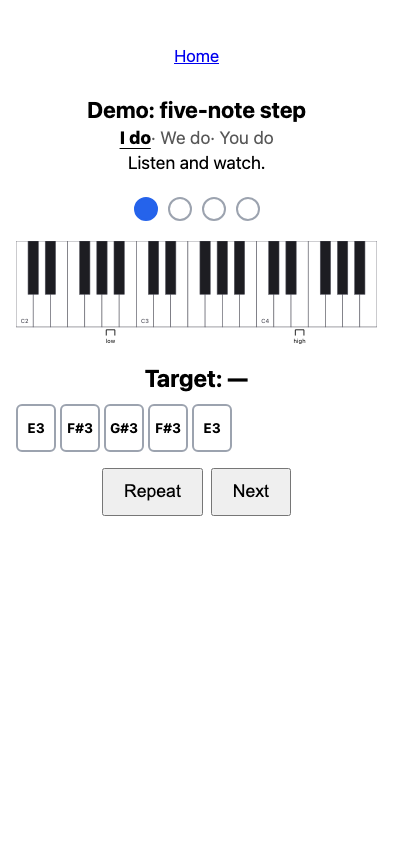 Home
Demo: five-note step
I do· We do· You do
Listen and watch.
C2 C3 C4
low high
Target: —
E3 F#3 G#3 F#3 E3
Repeat Next